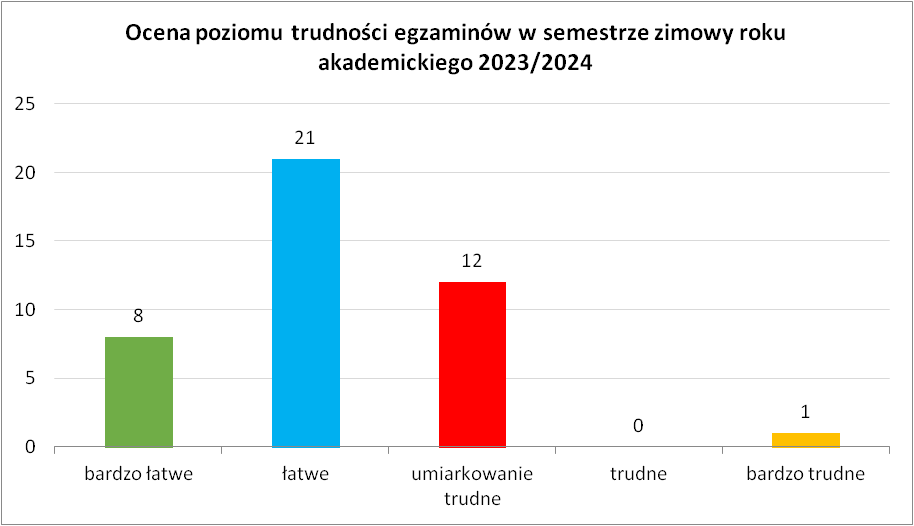 Ocena poziomu trudności egzaminów w semestrze zimowy roku
akademickiego 2023/2024
25
20
15
10
5
0
8
21
12
0
1
bardzo łatwe
łatwe
umiarkowanie
trudne
trudne
bardzo trudne